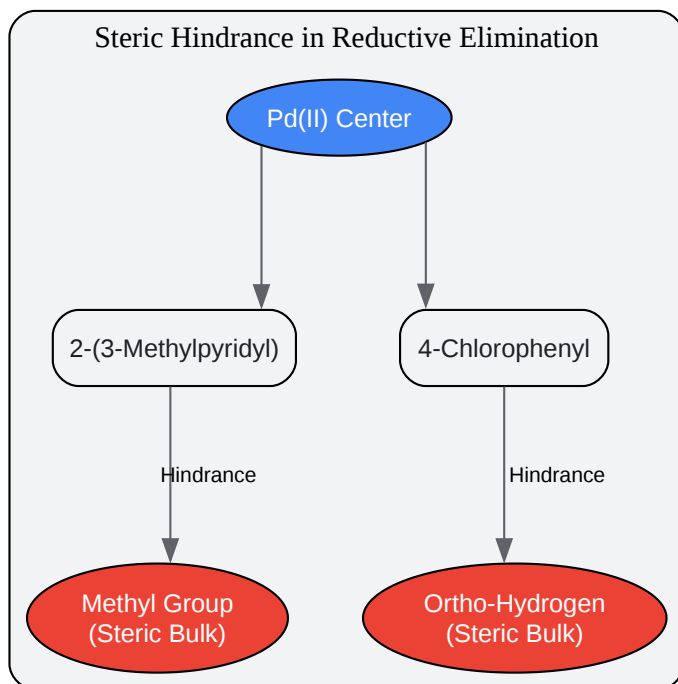 Steric Hindrance in Reductive Elimination
Pd(II) Center
2-(3-Methylpyridyl)
4-Chlorophenyl
Hindrance
Hindrance
Methyl Group
(Steric Bulk)
Ortho-Hydrogen
(Steric Bulk)